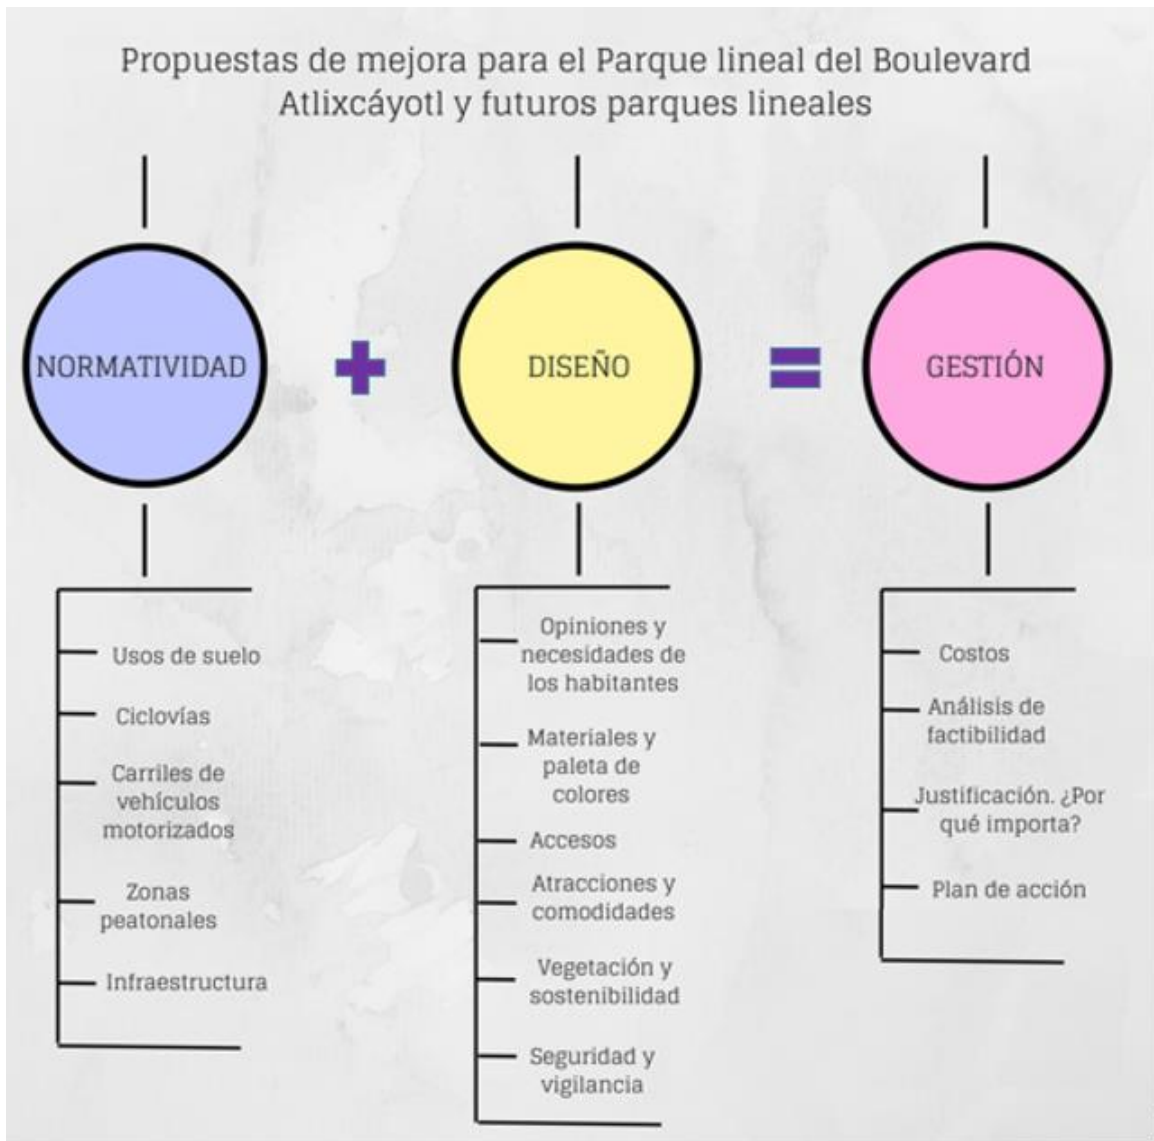 Propuestas de mejora para el Parque lineal del Boulevard
Atlixcáyotl y futuros parques lineales
NORMATIVIDAD
DISEÑO
GESTIÓN
Usos de suelo
Ciclovías
Carriles de
vehículos
motorizados
Zonas
peatonales
Infraestructura
Opiniones y
necesidades de
los habitantes
Materiales y
paleta de
colores
Accesos
Atracciones y
comodidades
Vegetación y
sostenibilidad
Seguridad y
vigilancia
Costos
Análisis de
factibilidad
Justificación. ¿Por
qué importa?
Plan de acción